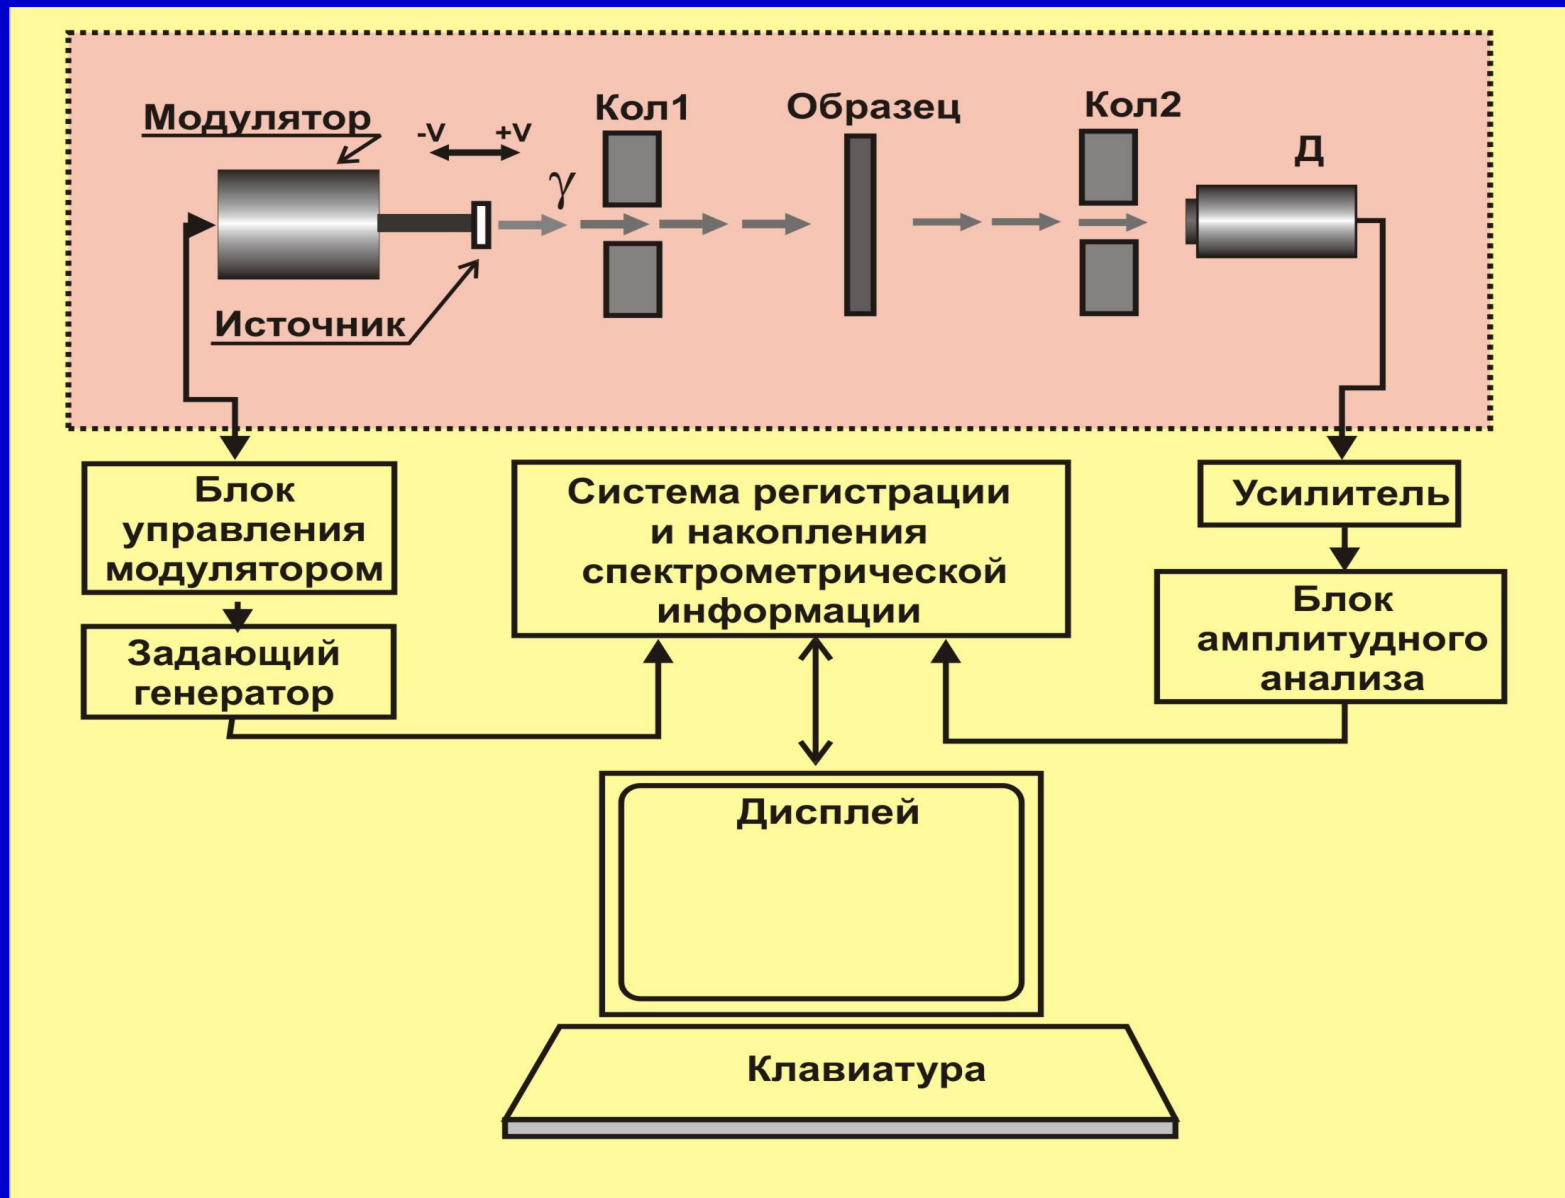 Модулятор
-V +V
γ
Кол1
Образец
Кол2
Д
Источник
Блок
управления
модулятором
Задающий
генератор
Система регистрации
и накопления
спектрометрической
информации
Усилитель
Блок
амплитудного
анализа
Дисплей
Клавиатура